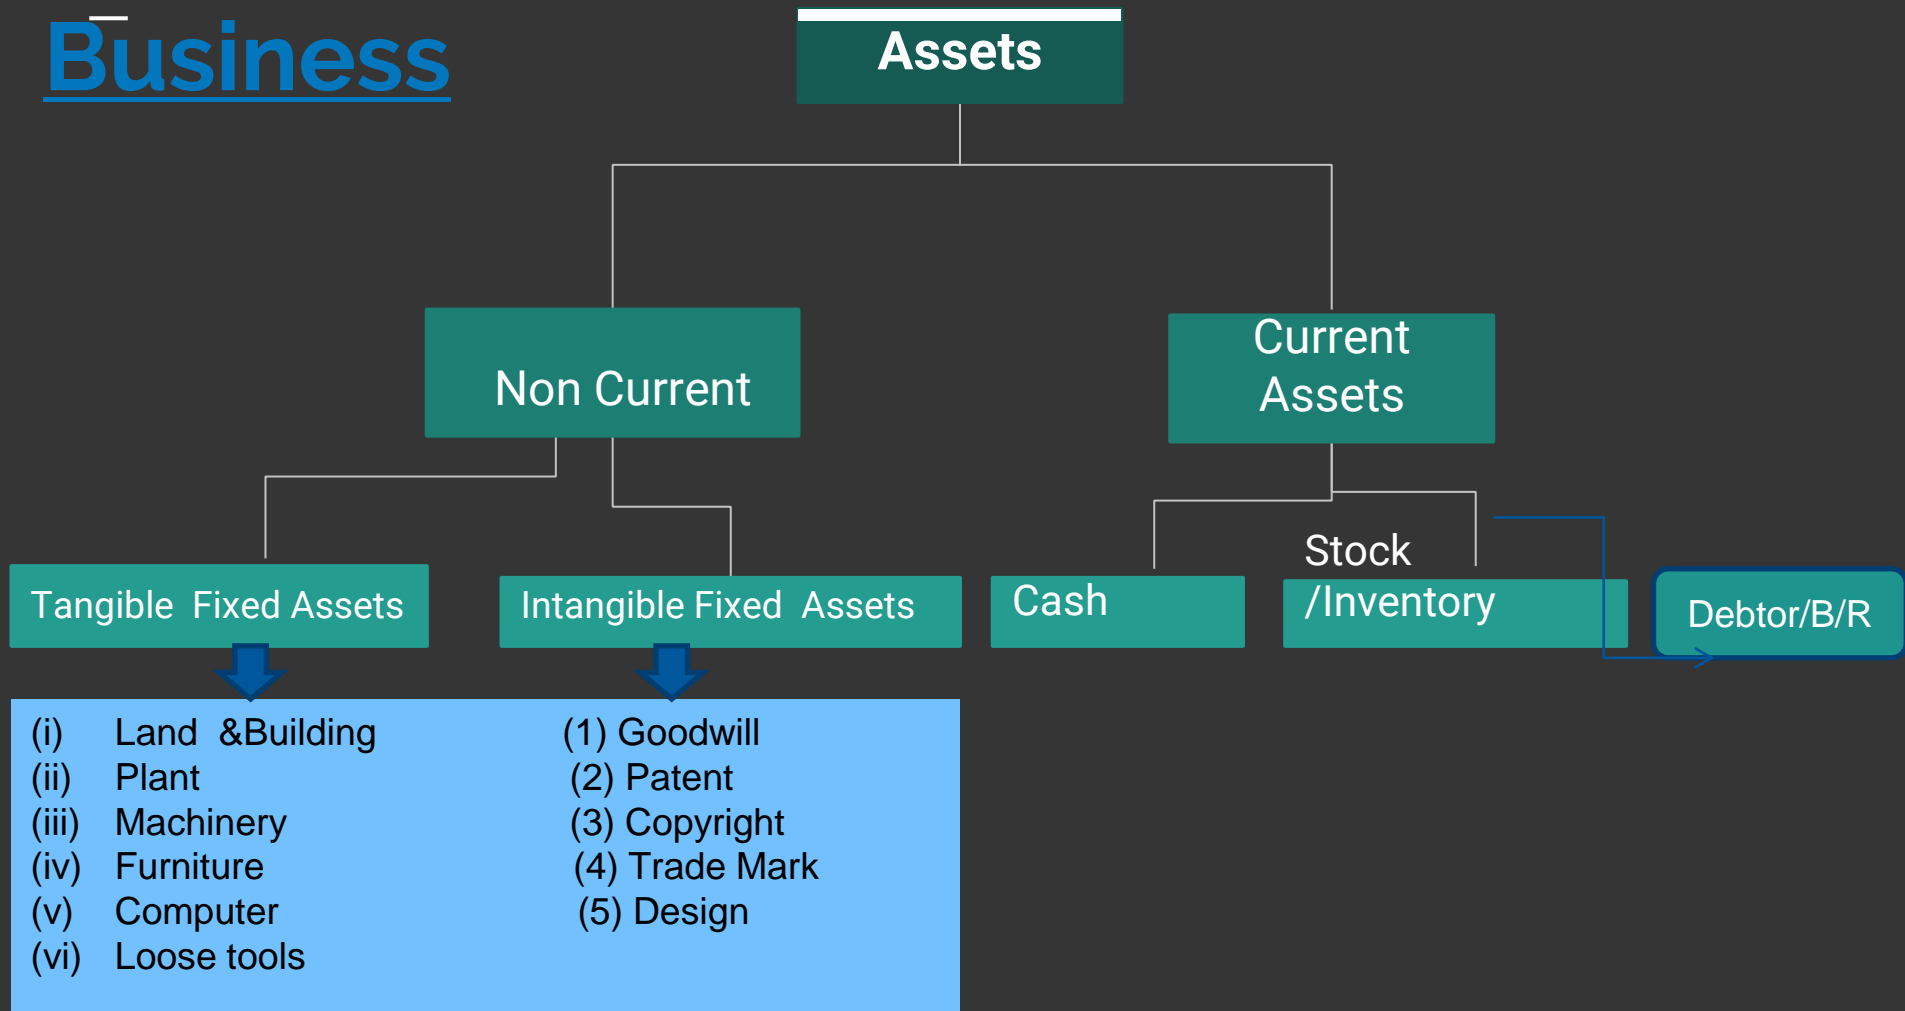 Business
Assets
Non Current
Current
Assets
Tangible  Fixed Assets
Intangible Fixed  Assets
Cash
Stock
/Inventory
Debtor/B/R
(i) Land  &Building
(ii) Plant
(iii) Machinery
(iv) Furniture
(v) Computer
(vi) Loose tools
(1) Goodwill
(2) Patent
(3) Copyright
(4) Trade Mark
(5) Design